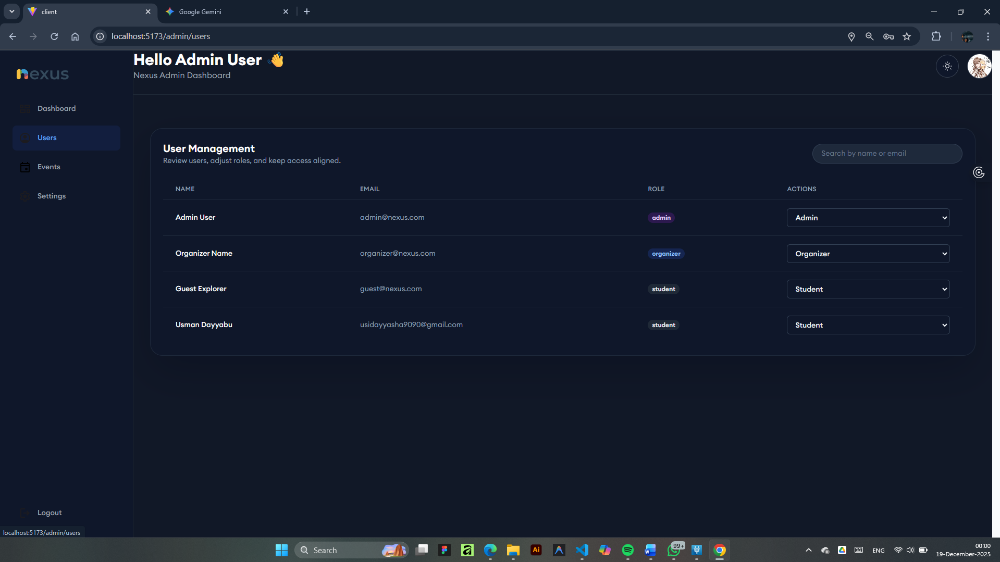 client
Google Gemini
localhost:5173/admin/users
nexus
Hello Admin User 👋
Nexus Admin Dashboard
Dashboard
Users
Events
Settings
User Management
Review users, adjust roles, and keep access aligned.
Search by name or email
NAME EMAIL ROLE ACTIONS
Admin User admin@nexus.com admin Admin
Organizer Name organizer@nexus.com organizer Organizer
Guest Explorer guest@nexus.com student Student
Usman Dayyabu usidayyasha9090@gmail.com student Student
Logout
localhost:5173/admin/users
Search
Ai
W
99+
ENG
00:00
19-December-2025